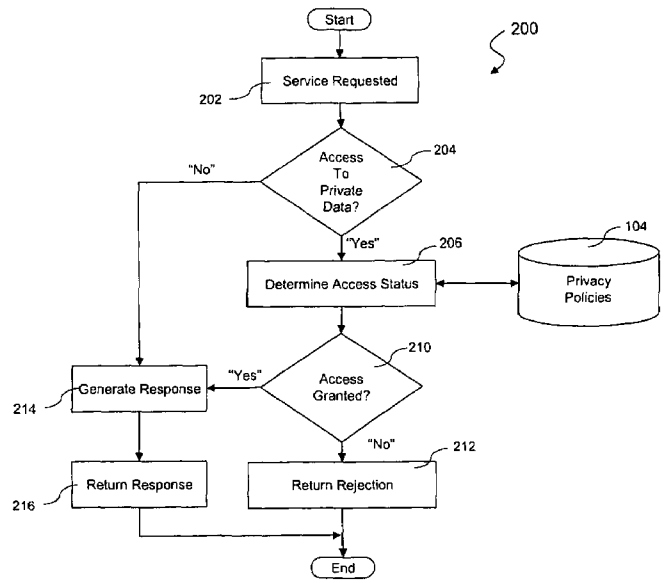 Start
200
Service Requested
202
Access
To
Private
Data?
204
"No"
"Yes"
206
104
Determine Access Status
Privacy
Policies
210
Access
Granted?
"Yes"
Generate Response
214
"No"
212
Return Response
216
Return Rejection
End